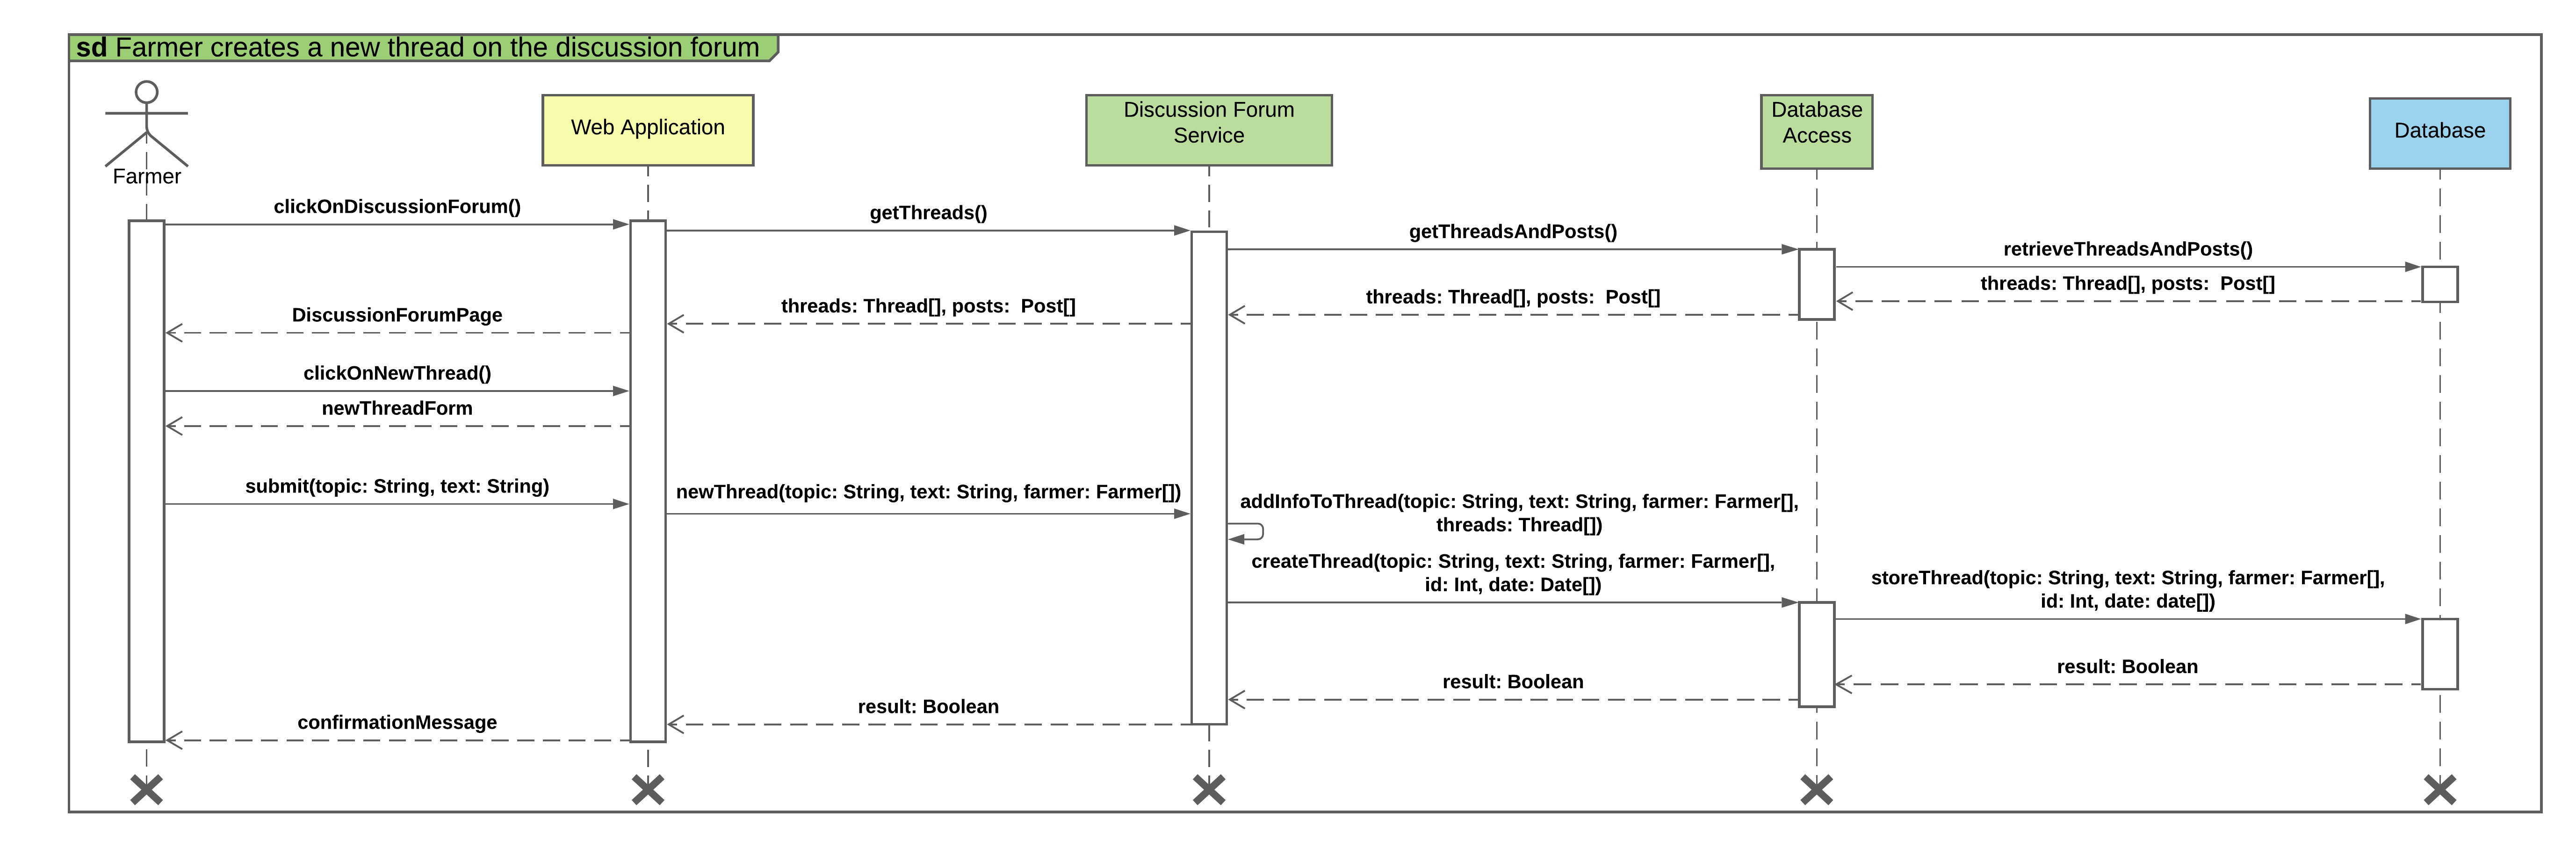 sd Farmer creates a new thread on the discussion forum
Farmer
Web Application
Discussion Forum
Service
Database
Access
Database
clickOnDiscussionForum()
getThreads()
getThreadsAndPosts()
retrieveThreadsAndPosts()
threads: Thread[], posts:  Post[]
threads: Thread[], posts:  Post[]
threads: Thread[], posts:  Post[]
DiscussionForumPage
clickOnNewThread()
newThreadForm
submit(topic: String, text: String)
newThread(topic: String, text: String, farmer: Farmer[])
addInfoToThread(topic: String, text: String, farmer: Farmer[],
threads: Thread[])
createThread(topic: String, text: String, farmer: Farmer[],
id: Int, date: Date[])
storeThread(topic: String, text: String, farmer: Farmer[],
id: Int, date: date[])
result: Boolean
result: Boolean
result: Boolean
confirmationMessage